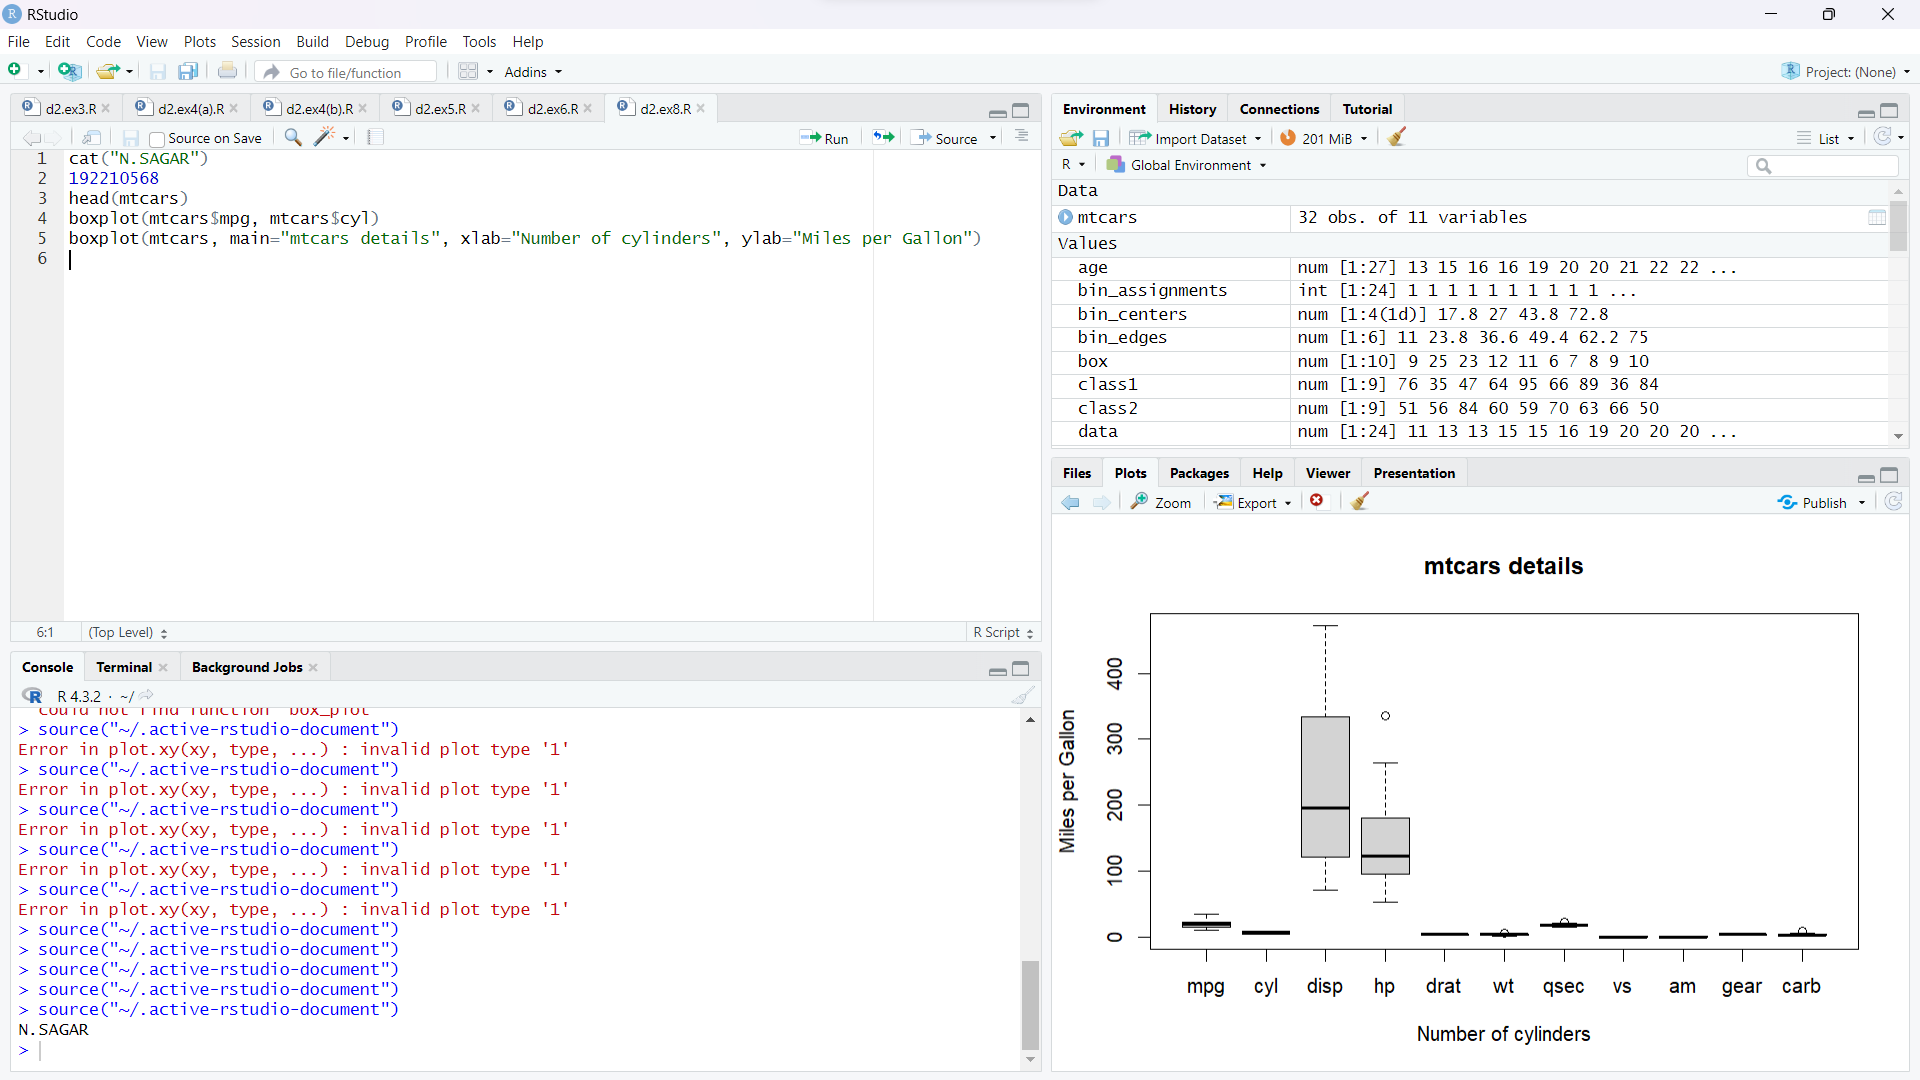 RStudio
File Edit Code View Plots Session Build Debug Profile Tools Help
Go to file/function Addins Project: (None)
d2.ex3.R d2.ex4(a).R d2.ex4(b).R d2.ex5.R d2.ex6.R d2.ex8.R
Source on Save Run Source
1 cat("N.SAGAR")
2 192210568
3 head(mtcars)
4 boxplot(mtcars$mpg, mtcars$cyl)
5 boxplot(mtcars, main="mtcars details", xlab="Number of cylinders", ylab="Miles per Gallon")
6
6:1 (Top Level) R Script
Console Terminal Background Jobs
R 4.3.2 · ~/
could not find function "box_plot"
> source("~/.active-rstudio-document")
Error in plot.xy(xy, type, ...) : invalid plot type '1'
> source("~/.active-rstudio-document")
Error in plot.xy(xy, type, ...) : invalid plot type '1'
> source("~/.active-rstudio-document")
Error in plot.xy(xy, type, ...) : invalid plot type '1'
> source("~/.active-rstudio-document")
Error in plot.xy(xy, type, ...) : invalid plot type '1'
> source("~/.active-rstudio-document")
Error in plot.xy(xy, type, ...) : invalid plot type '1'
> source("~/.active-rstudio-document")
> source("~/.active-rstudio-document")
> source("~/.active-rstudio-document")
> source("~/.active-rstudio-document")
> source("~/.active-rstudio-document")
N.SAGAR
>
Environment History Connections Tutorial
Import Dataset 201 MiB List
R Global Environment
Data
mtcars 32 obs. of 11 variables
Values
age num [1:27] 13 15 16 16 19 20 20 21 22 22 ...
bin_assignments int [1:24] 1 1 1 1 1 1 1 1 1 1 ...
bin_centers num [1:4(1d)] 17.8 27 43.8 72.8
bin_edges num [1:6] 11 23.8 36.6 49.4 62.2 75
box num [1:10] 9 25 23 12 11 6 7 8 9 10
class1 num [1:9] 76 35 47 64 95 66 89 36 84
class2 num [1:9] 51 56 84 60 59 70 63 66 50
data num [1:24] 11 13 13 15 15 16 19 20 20 20 ...
Files Plots Packages Help Viewer Presentation
Zoom Export Publish
mtcars details
Miles per Gallon
400
300
200
100
0
mpg cyl disp hp drat wt qsec vs am gear carb
Number of cylinders